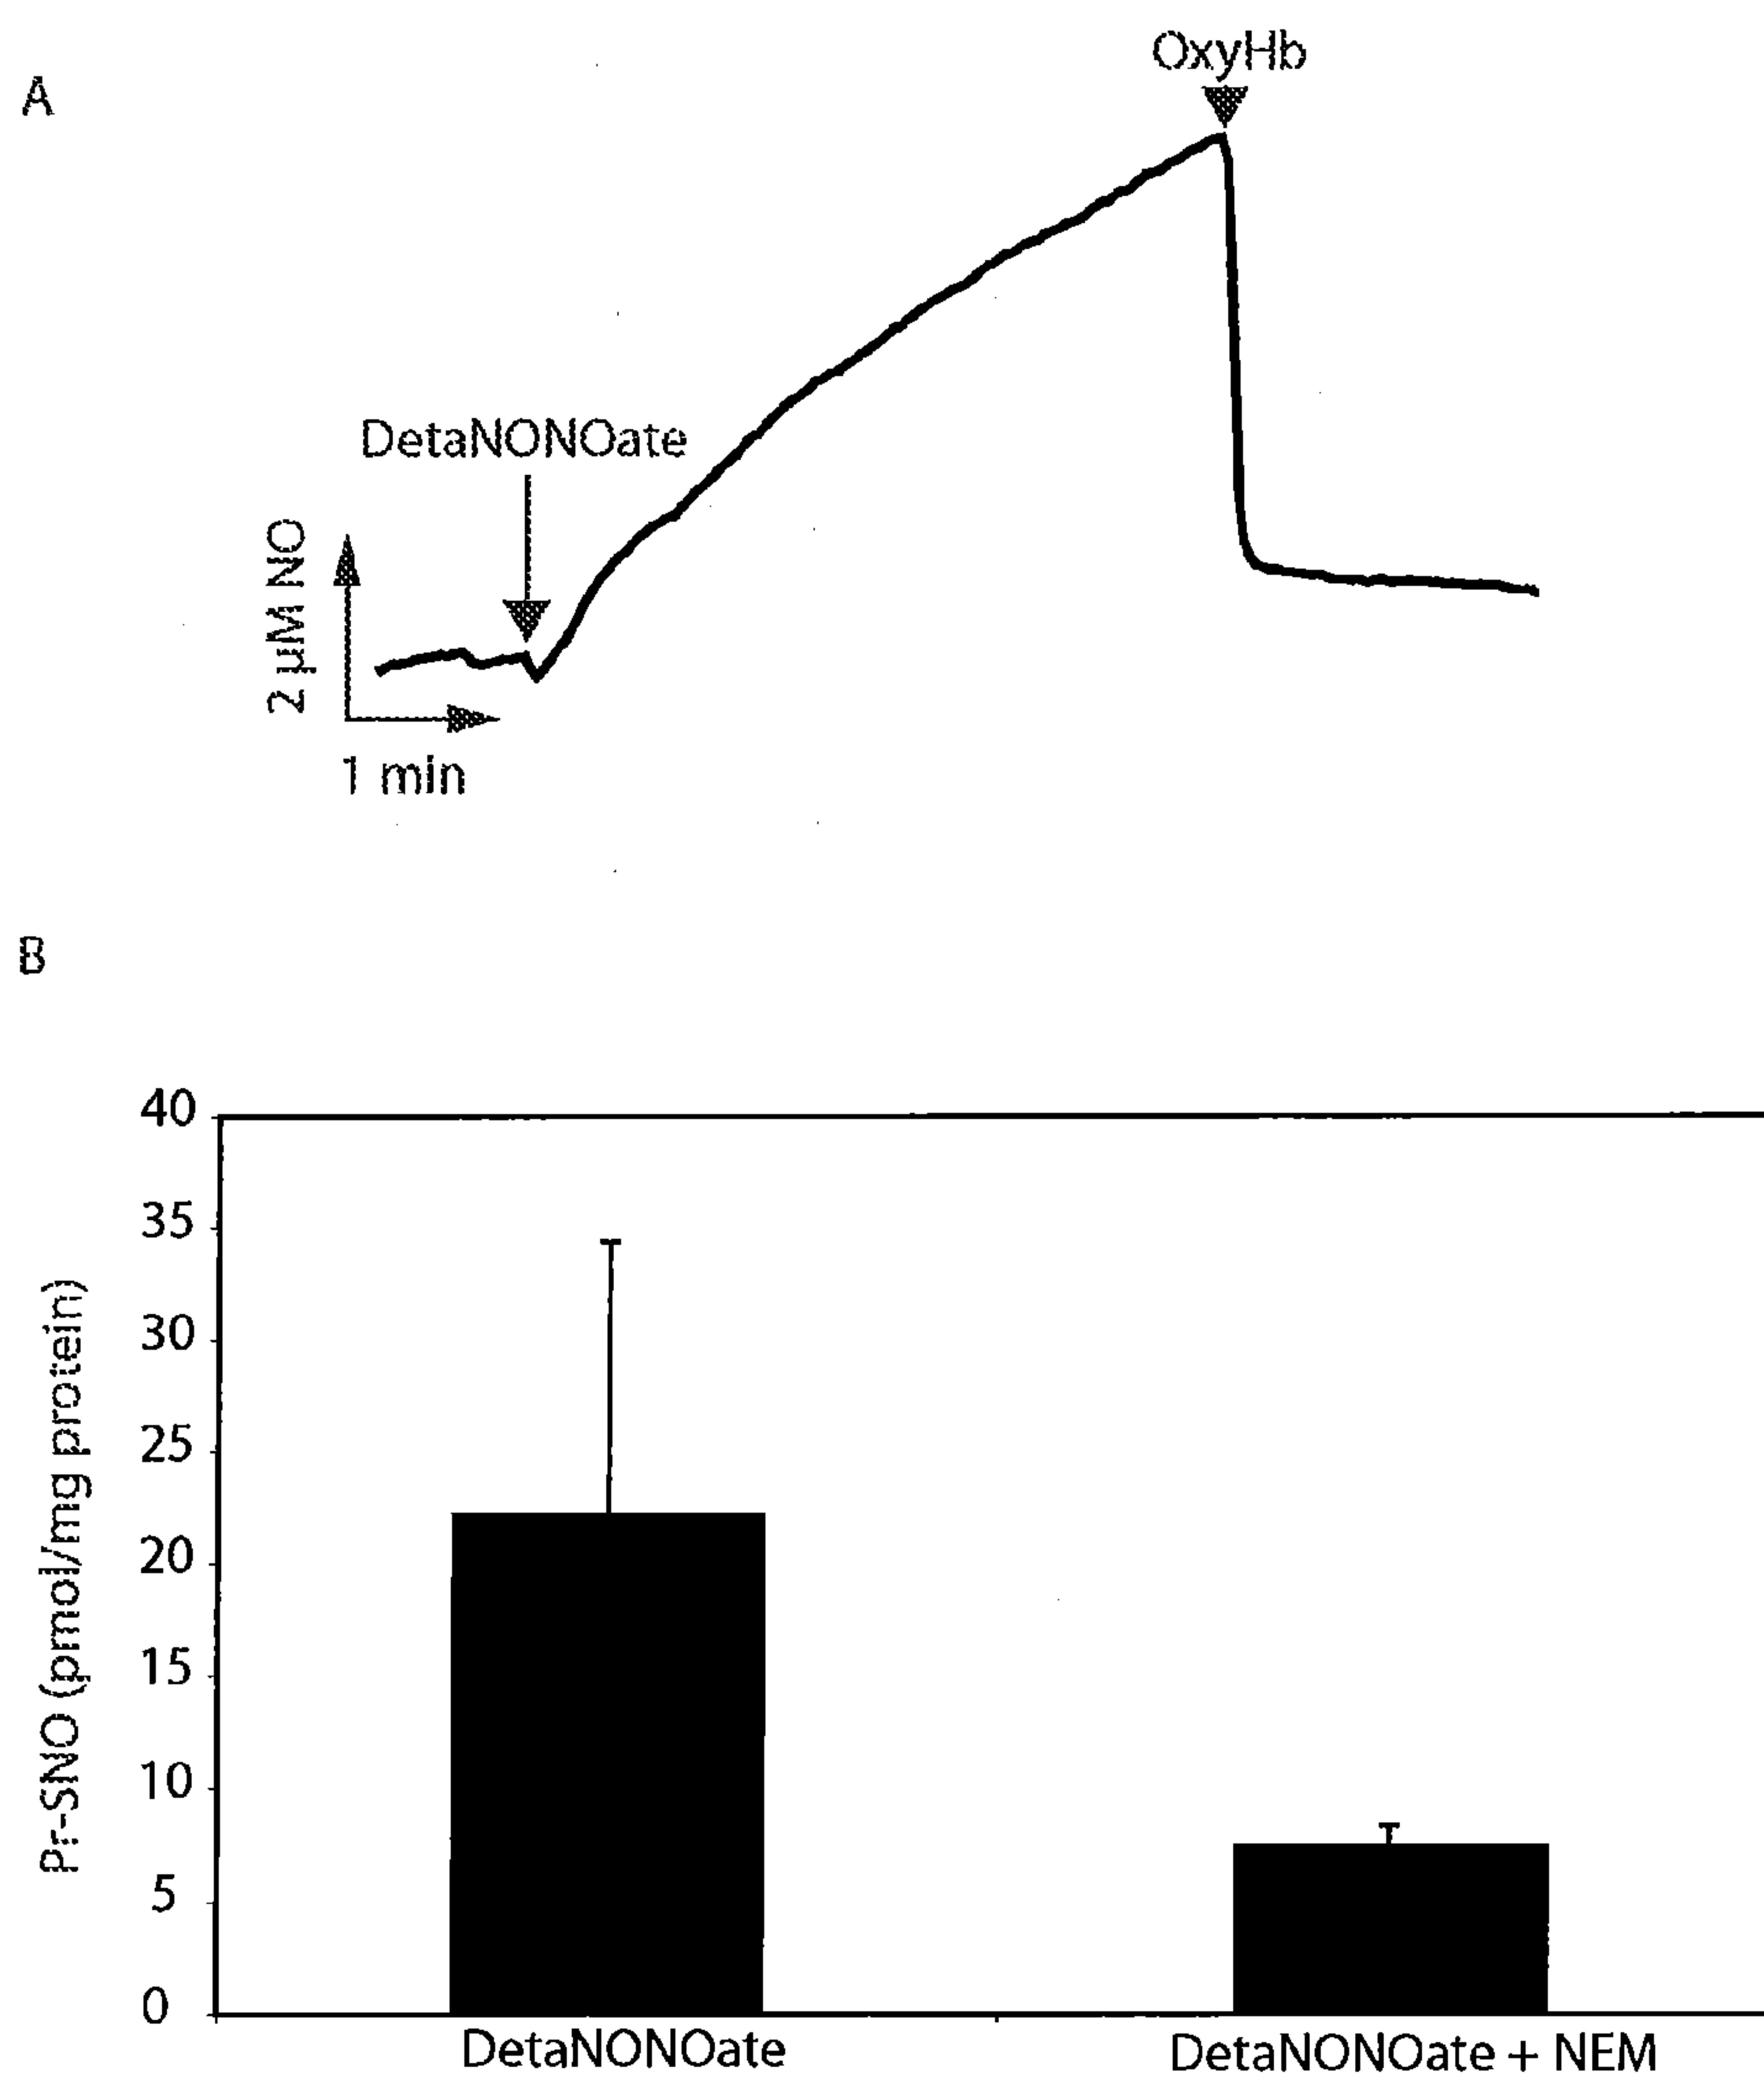 A
OxyHb
DetaNONOate
2 µM NO
1 min
B
Pr-SNO (pmol/mg protein)
40
35
30
25
20
15
10
5
0
DetaNONOate
DetaNONOate + NEM